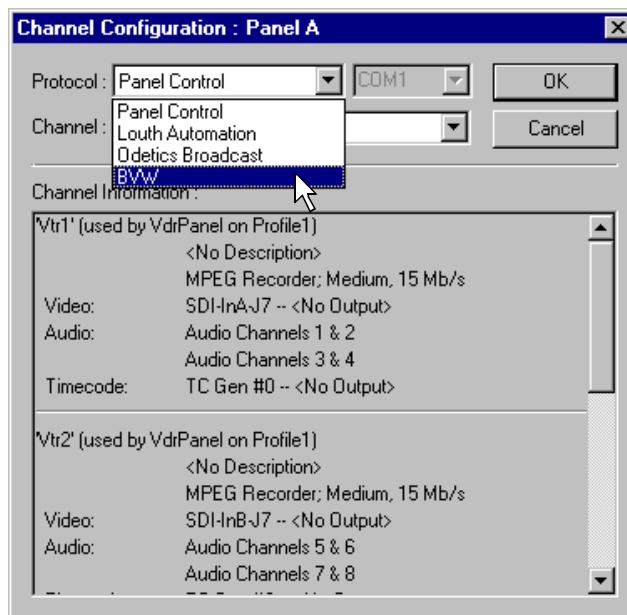 Channel Configuration : Panel A
Protocol : Panel Control COM1 OK
Panel Control
Louth Automation
Odetics Broadcast
BVW
Channel : Cancel
Channel Information :
'Vtr1' (used by VdrPanel on Profile1)
<No Description>
MPEG Recorder; Medium, 15 Mb/s
Video: SDI-InA-J7 -- <No Output>
Audio: Audio Channels 1 & 2
Audio Channels 3 & 4
Timecode: TC Gen #0 -- <No Output>
'Vtr2' (used by VdrPanel on Profile1)
<No Description>
MPEG Recorder; Medium, 15 Mb/s
Video: SDI-InB-J7 -- <No Output>
Audio: Audio Channels 5 & 6
Audio Channels 7 & 8